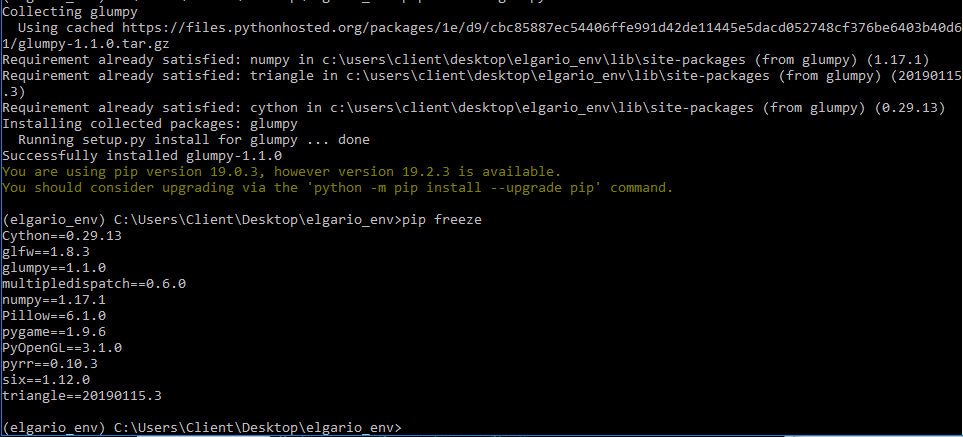 Collecting glumpy
  Using cached https://files.pythonhosted.org/packages/1e/d9/cbc85887ec54406ffe991d42de11445e5dacd052748cf376be6403b40d6
1/glumpy-1.1.0.tar.gz
Requirement already satisfied: numpy in c:\users\client\desktop\elgario_env\lib\site-packages (from glumpy) (1.17.1)
Requirement already satisfied: triangle in c:\users\client\desktop\elgario_env\lib\site-packages (from glumpy) (20190115
.3)
Requirement already satisfied: cython in c:\users\client\desktop\elgario_env\lib\site-packages (from glumpy) (0.29.13)
Installing collected packages: glumpy
  Running setup.py install for glumpy ... done
Successfully installed glumpy-1.1.0
You are using pip version 19.0.3, however version 19.2.3 is available.
You should consider upgrading via the 'python -m pip install --upgrade pip' command.
(elgario_env) C:\Users\Client\Desktop\elgario_env>pip freeze
Cython==0.29.13
glfw==1.8.3
glumpy==1.1.0
multipledispatch==0.6.0
numpy==1.17.1
Pillow==6.1.0
pygame==1.9.6
PyOpenGL==3.1.0
pyrr==0.10.3
six==1.12.0
triangle==20190115.3
(elgario_env) C:\Users\Client\Desktop\elgario_env>